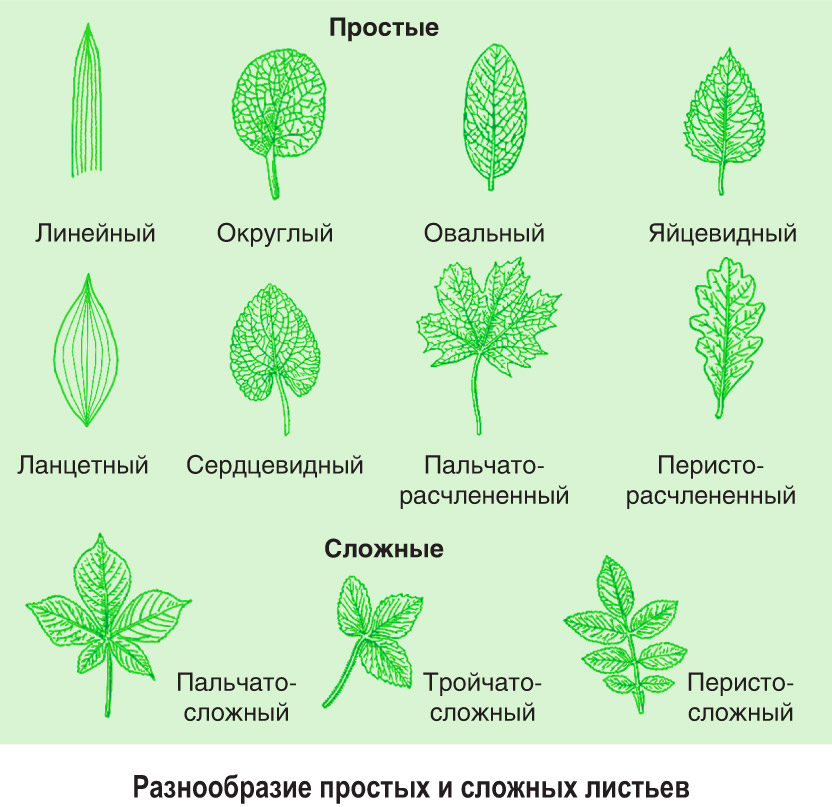 Простые
Линейный
Округлый
Овальный
Яйцевидный
Ланцетный
Сердцевидный
Пальчато-
расчлененный
Перисто-
расчлененный
Сложные
Пальчато-
сложный
Тройчато-
сложный
Перисто-
сложный
Разнообразие простых и сложных листьев